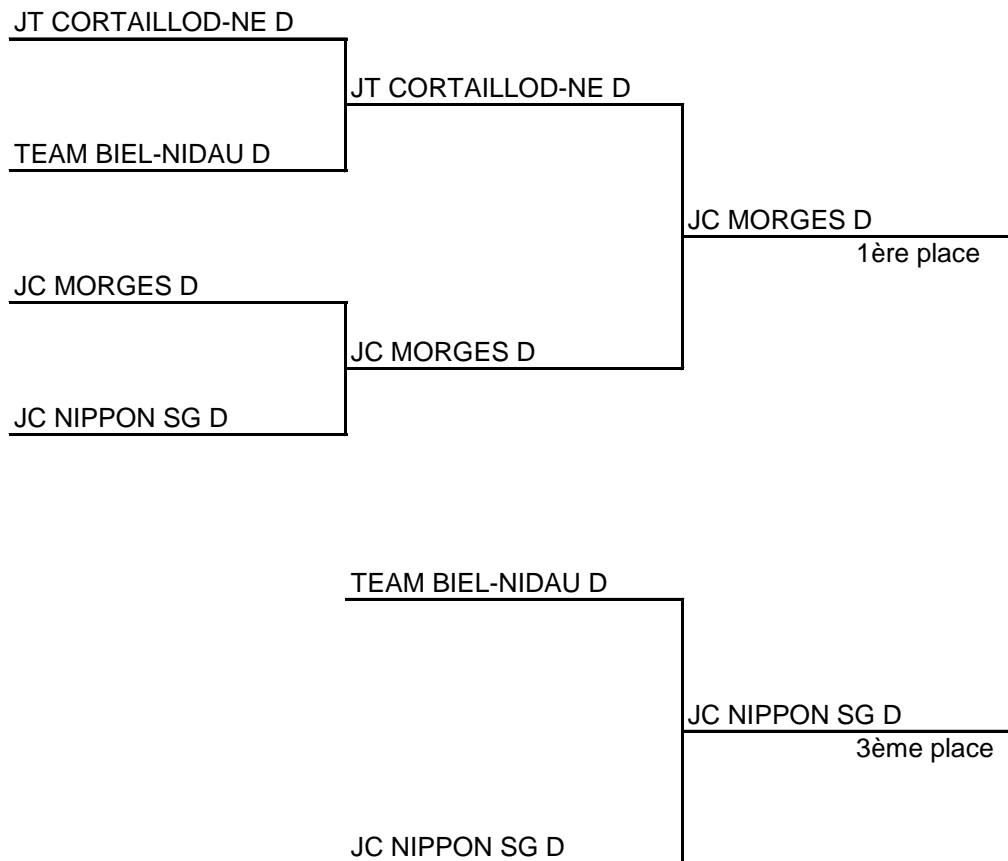 JT CORTAILLOD-NE D
JT CORTAILLOD-NE D
TEAM BIEL-NIDAU D
JC MORGES D
1ère place
JC MORGES D
JC MORGES D
JC NIPPON SG D
TEAM BIEL-NIDAU D
JC NIPPON SG D
3ème place
JC NIPPON SG D